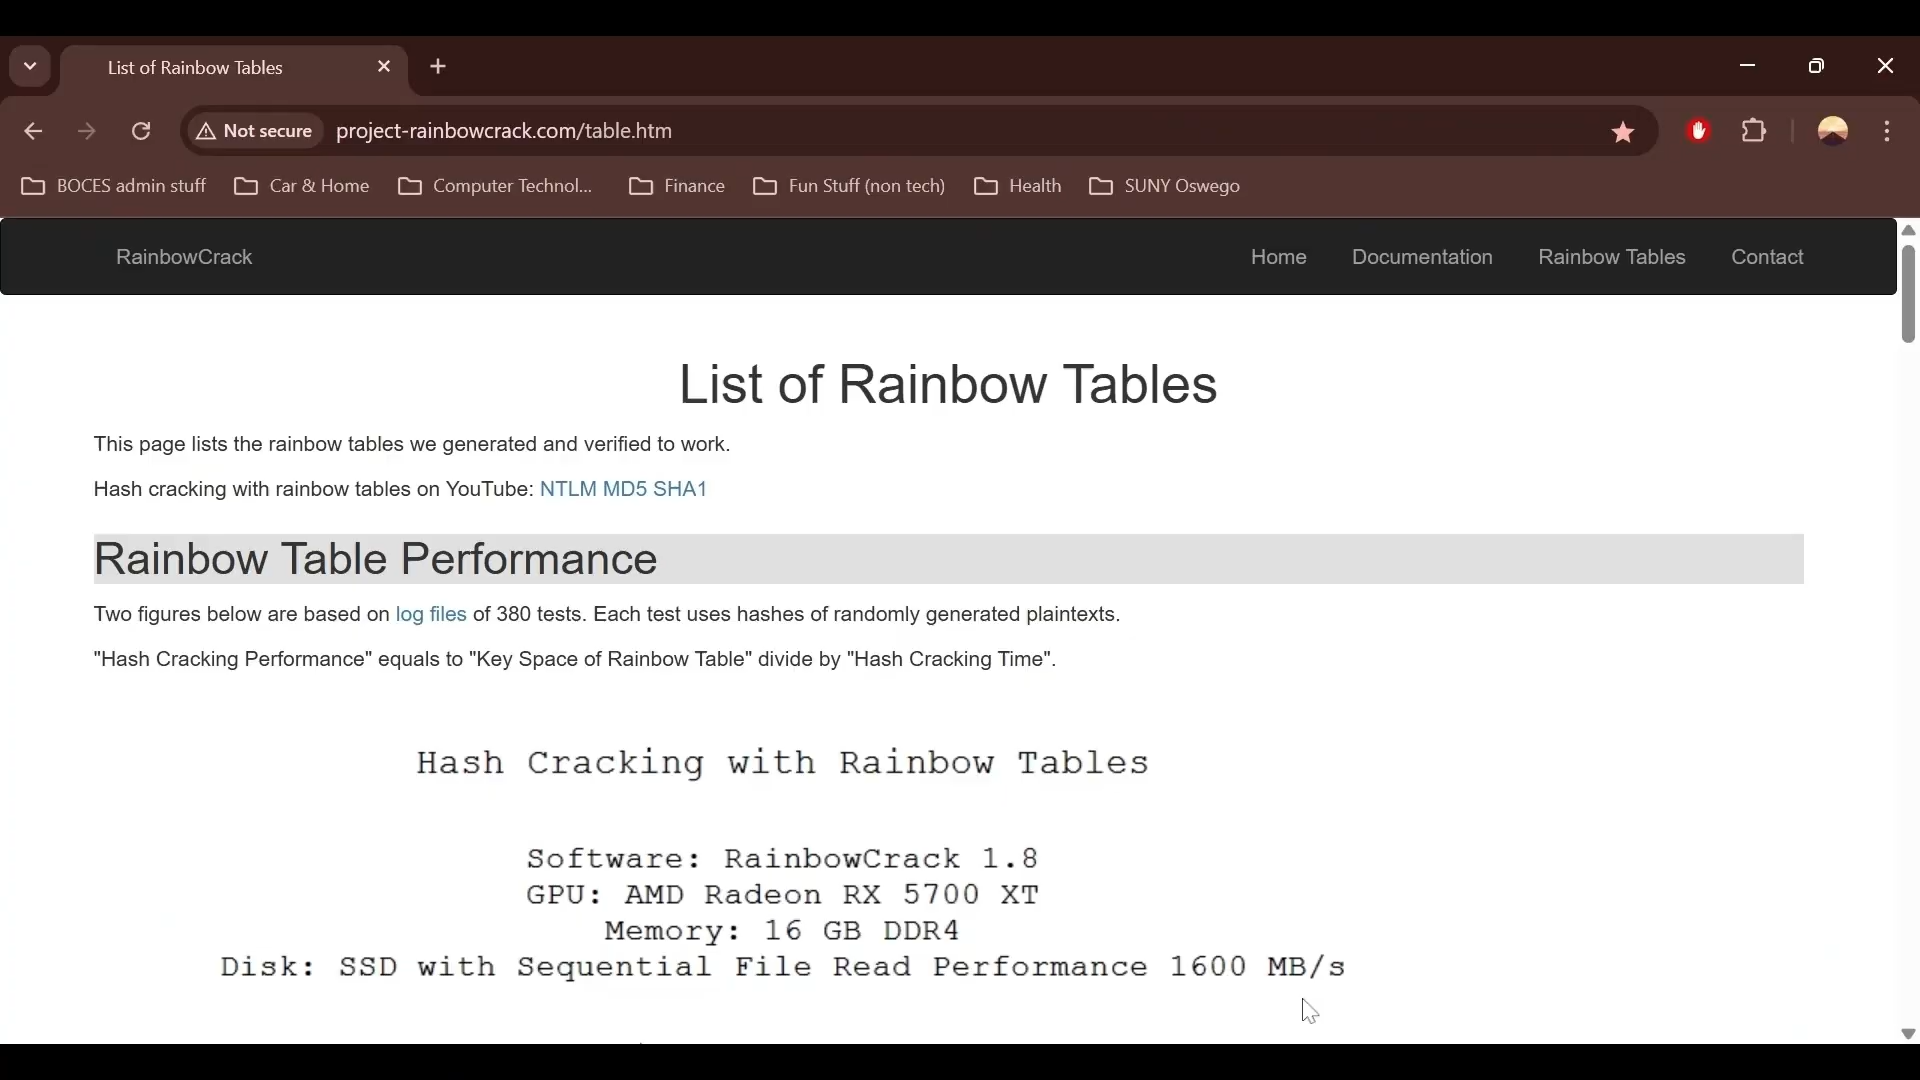 List of Rainbow Tables
Not secure project-rainbowcrack.com/table.htm
BOCES admin stuff Car & Home Computer Technol... Finance Fun Stuff (non tech) Health SUNY Oswego
RainbowCrack Home Documentation Rainbow Tables Contact
List of Rainbow Tables
This page lists the rainbow tables we generated and verified to work.
Hash cracking with rainbow tables on YouTube: NTLM MD5 SHA1
Rainbow Table Performance
Two figures below are based on log files of 380 tests. Each test uses hashes of randomly generated plaintexts.
"Hash Cracking Performance" equals to "Key Space of Rainbow Table" divide by "Hash Cracking Time".
Hash Cracking with Rainbow Tables
Software: RainbowCrack 1.8
GPU: AMD Radeon RX 5700 XT
Memory: 16 GB DDR4
Disk: SSD with Sequential File Read Performance 1600 MB/s